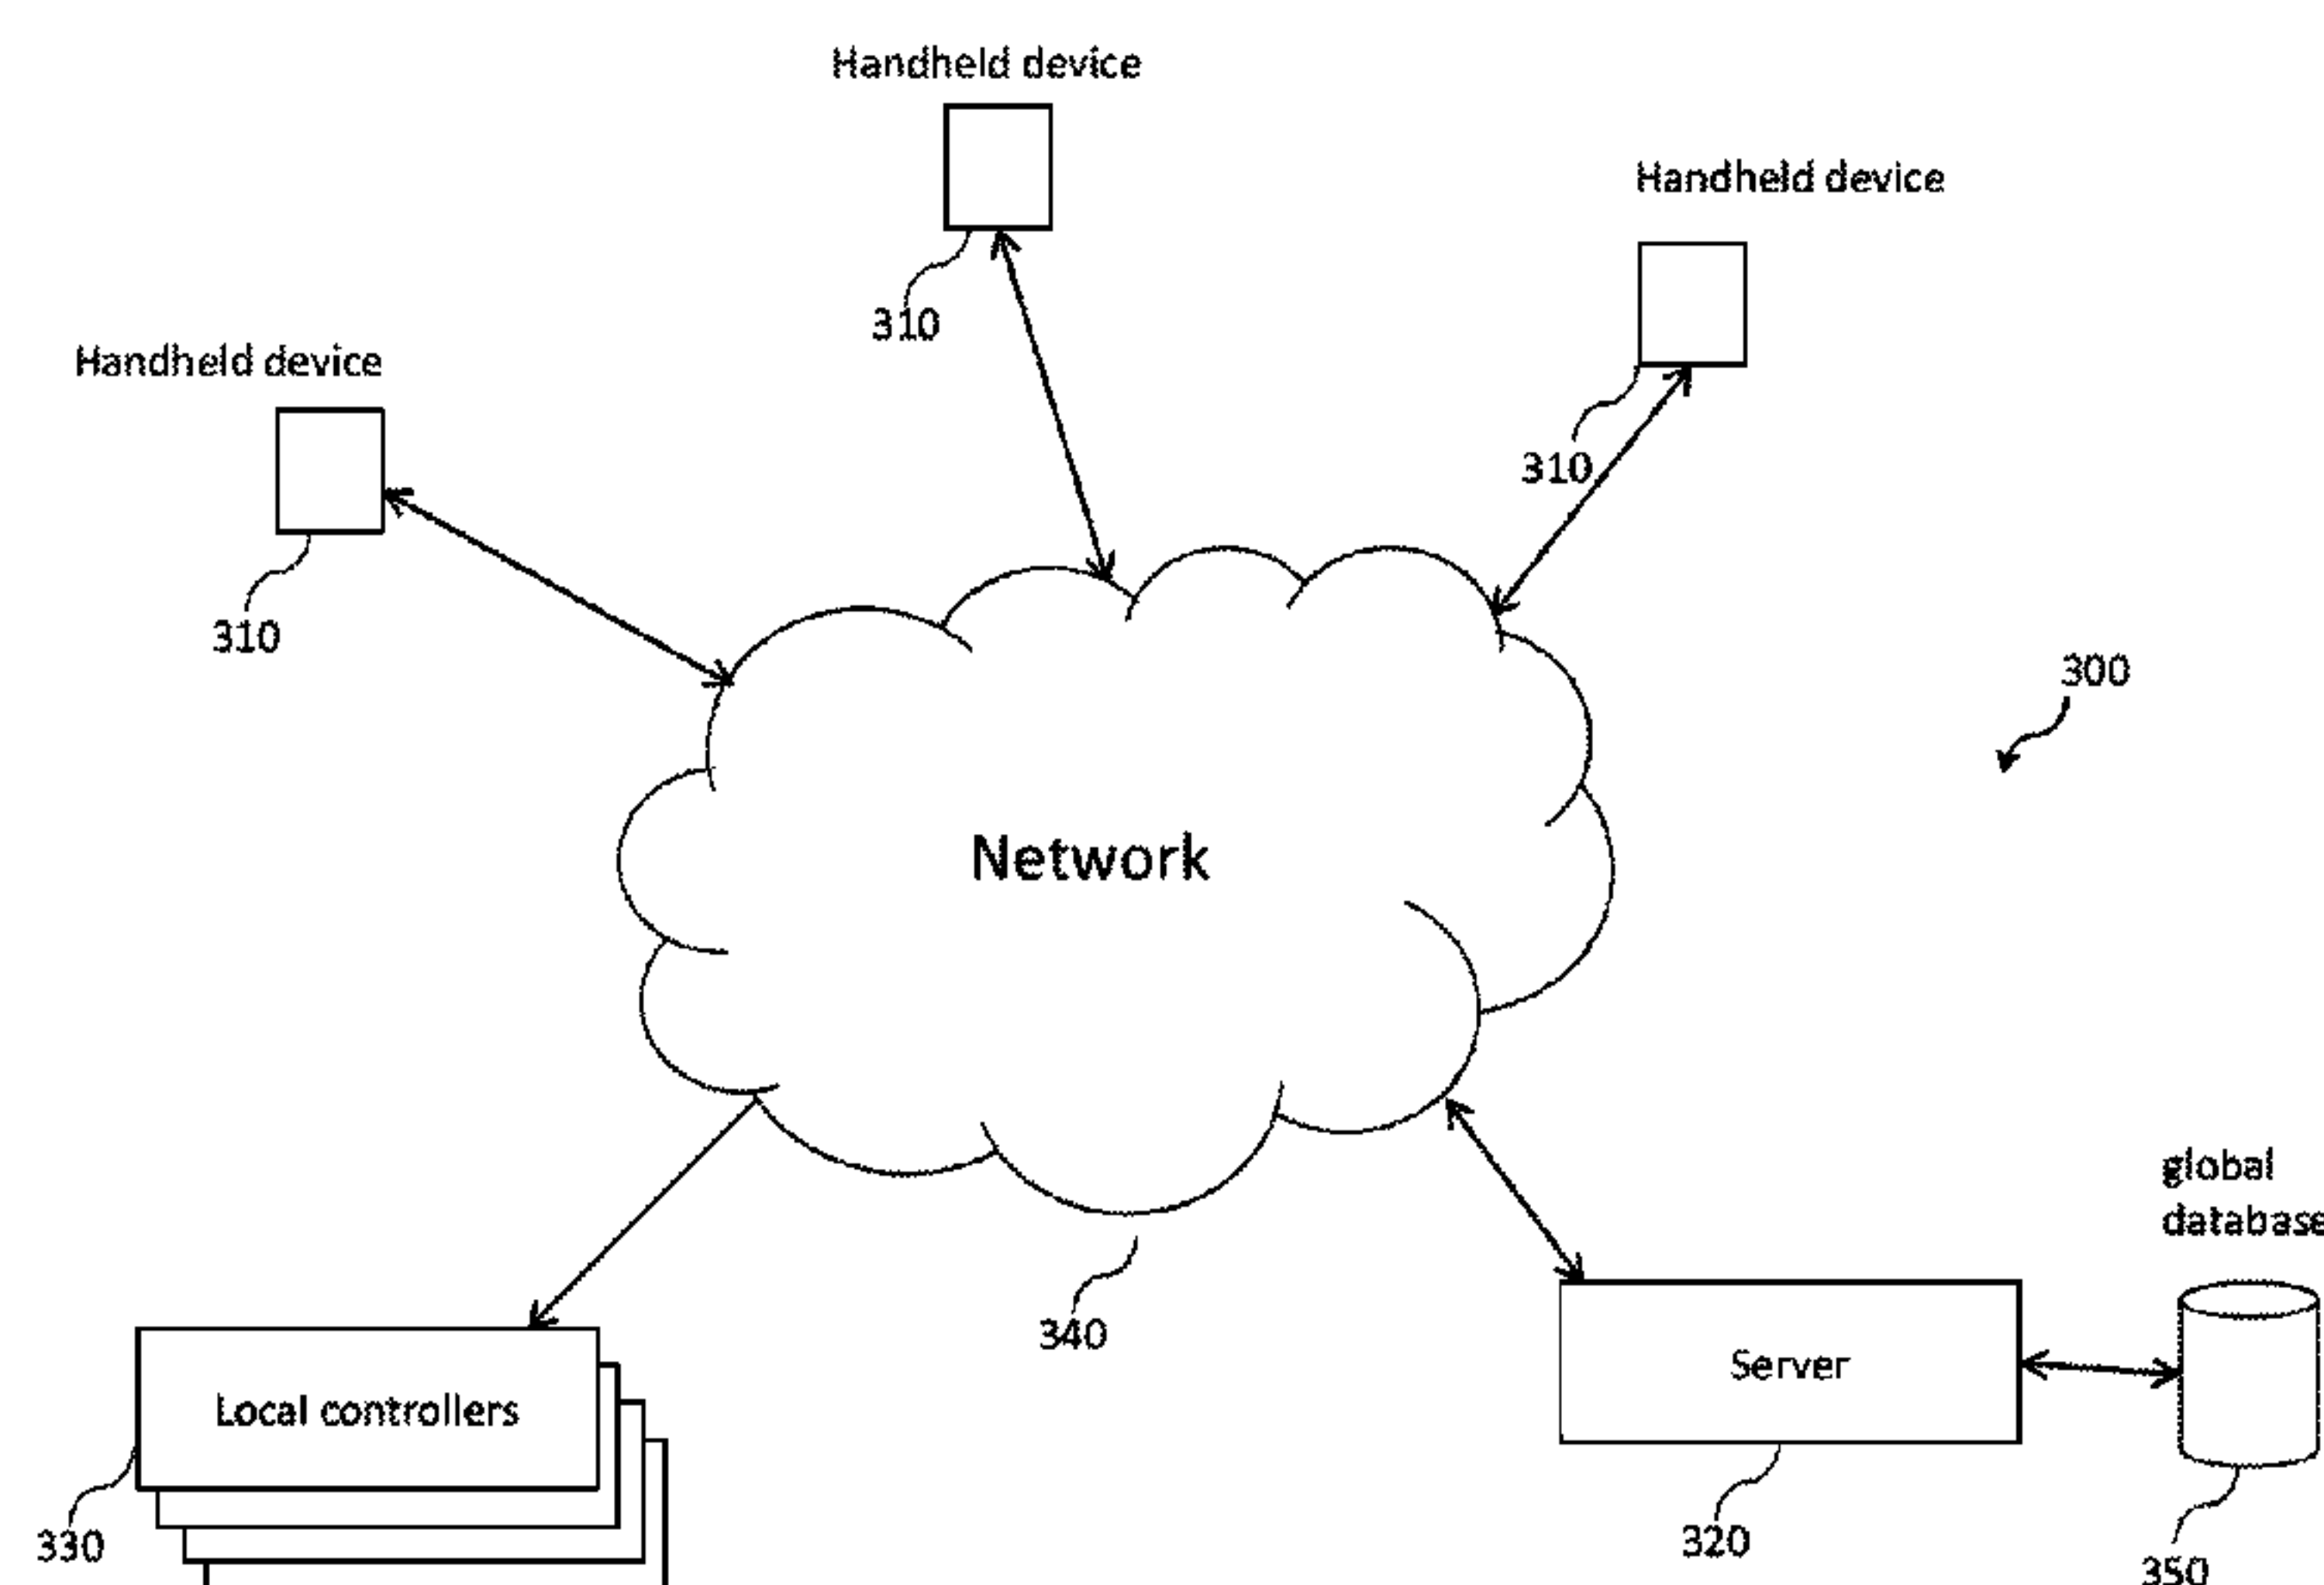 Handheld device
Handheld device
310
Handheld device
310
310
300
Network
global
database
340
Server
Local controllers
330
320
350